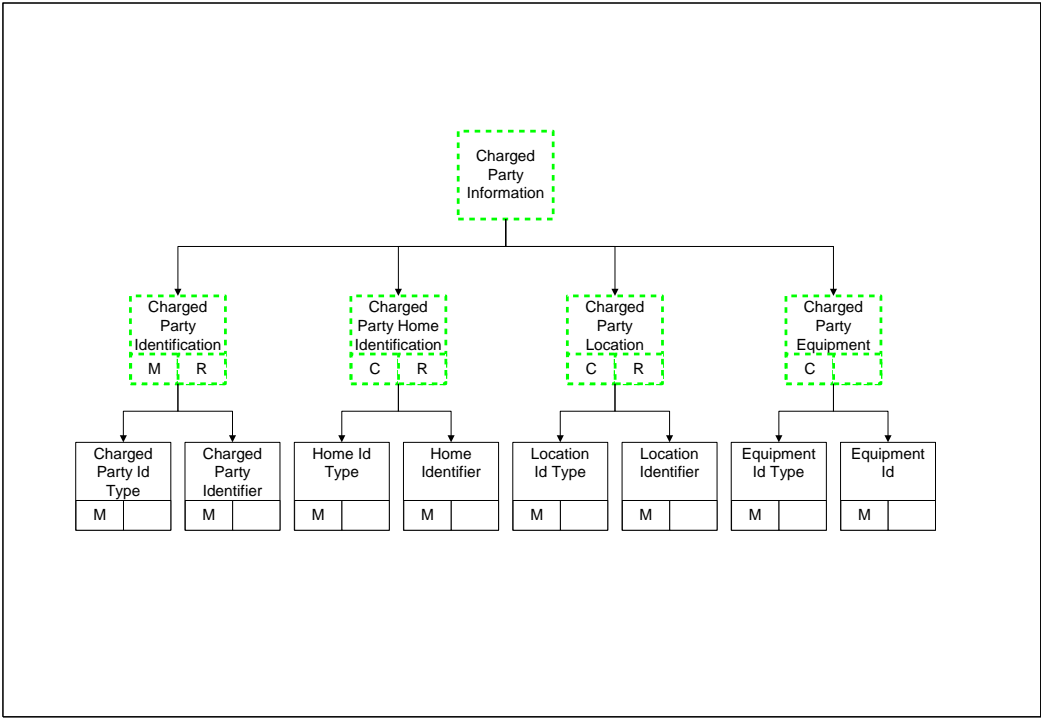 Charged
Party
Information
Charged
Party
Identification
M R
Charged
Party Home
Identification
C R
Charged
Party
Location
C R
Charged
Party
Equipment
C
Charged
Party Id
Type
M
Charged
Party
Identifier
M
Home Id
Type
M
Home
Identifier
M
Location
Id Type
M
Location
Identifier
M
Equipment
Id Type
M
Equipment
Id
M